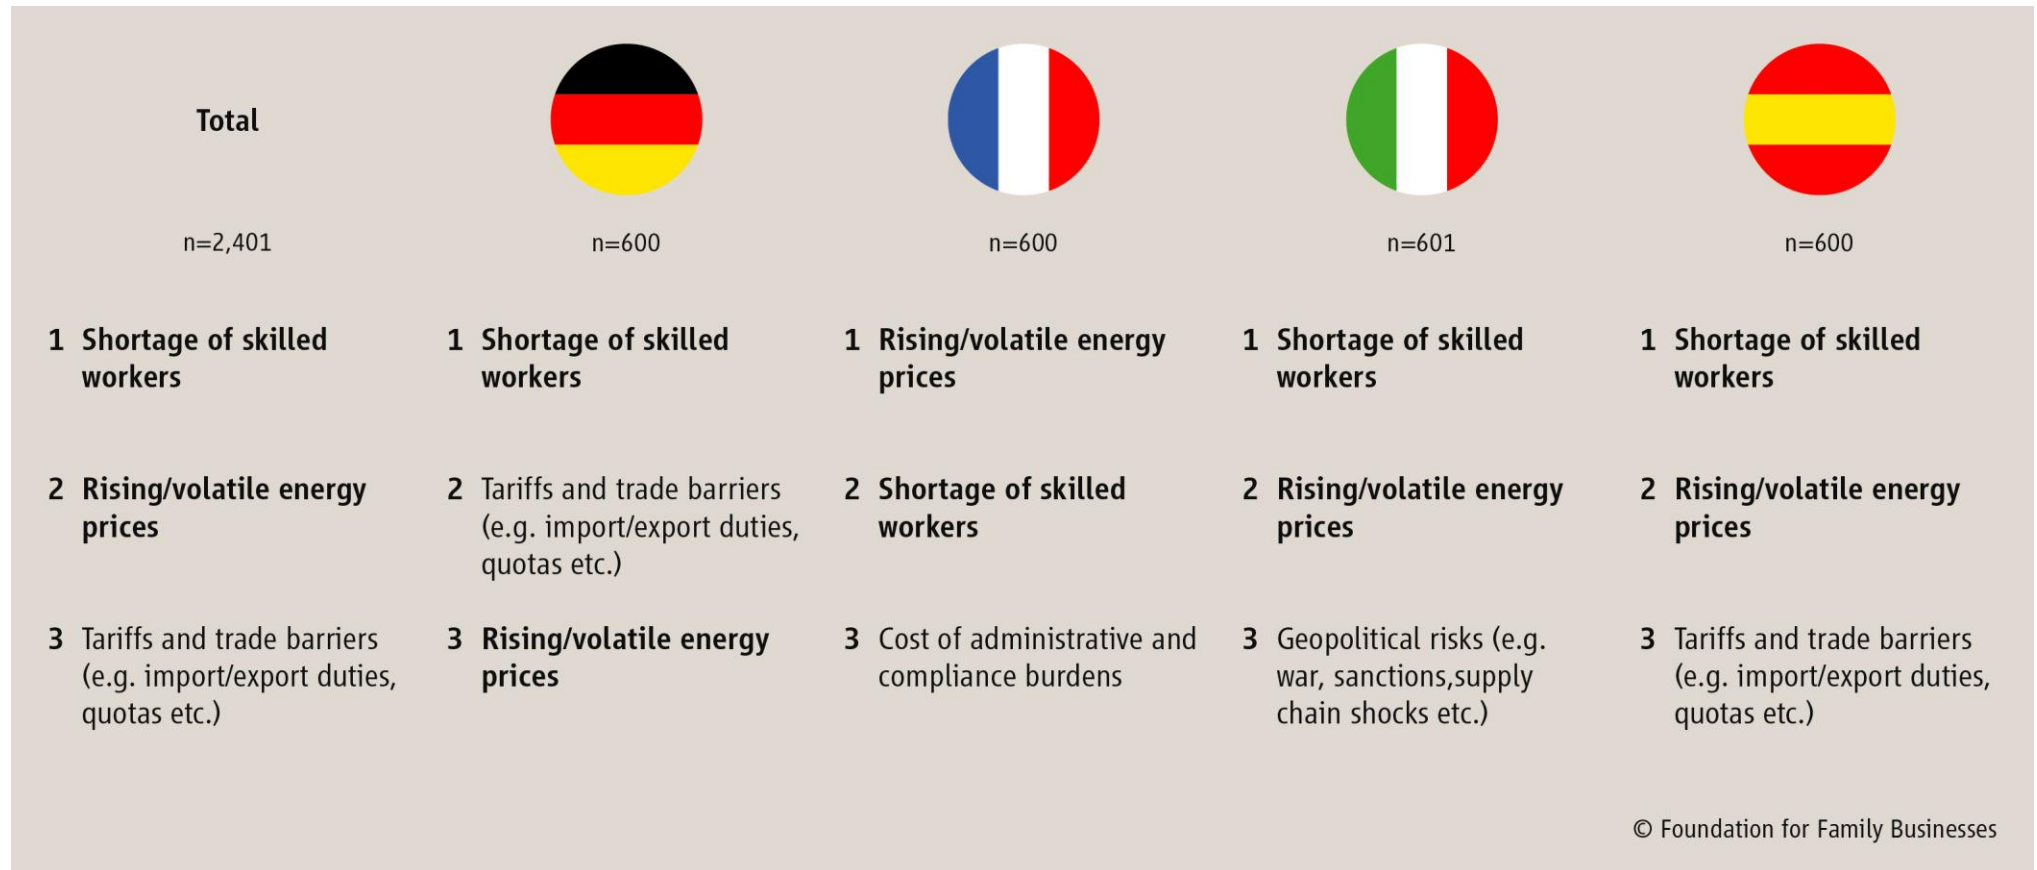 Total
n=2,401
1 Shortage of skilled
workers
2 Rising/volatile energy
prices
3 Tariffs and trade barriers
(e.g. import/export duties,
quotas etc.)
n=600
1 Shortage of skilled
workers
2 Tariffs and trade barriers
(e.g. import/export duties,
quotas etc.)
3 Rising/volatile energy
prices
n=600
1 Rising/volatile energy
prices
2 Shortage of skilled
workers
3 Cost of administrative and
compliance burdens
n=601
1 Shortage of skilled
workers
2 Rising/volatile energy
prices
3 Geopolitical risks (e.g.
war, sanctions,supply
chain shocks etc.)
n=600
1 Shortage of skilled
workers
2 Rising/volatile energy
prices
3 Tariffs and trade barriers
(e.g. import/export duties,
quotas etc.)
© Foundation for Family Businesses